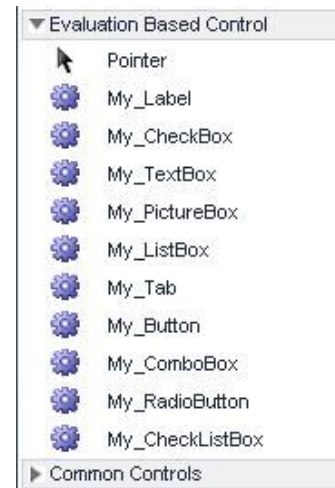 Evaluation Based Control
Pointer
My_Label
My_CheckBox
My_TextBox
My_PictureBox
My_ListBox
My_Tab
My_Button
My_ComboBox
My_RadioButton
My_CheckListBox
Common Controls